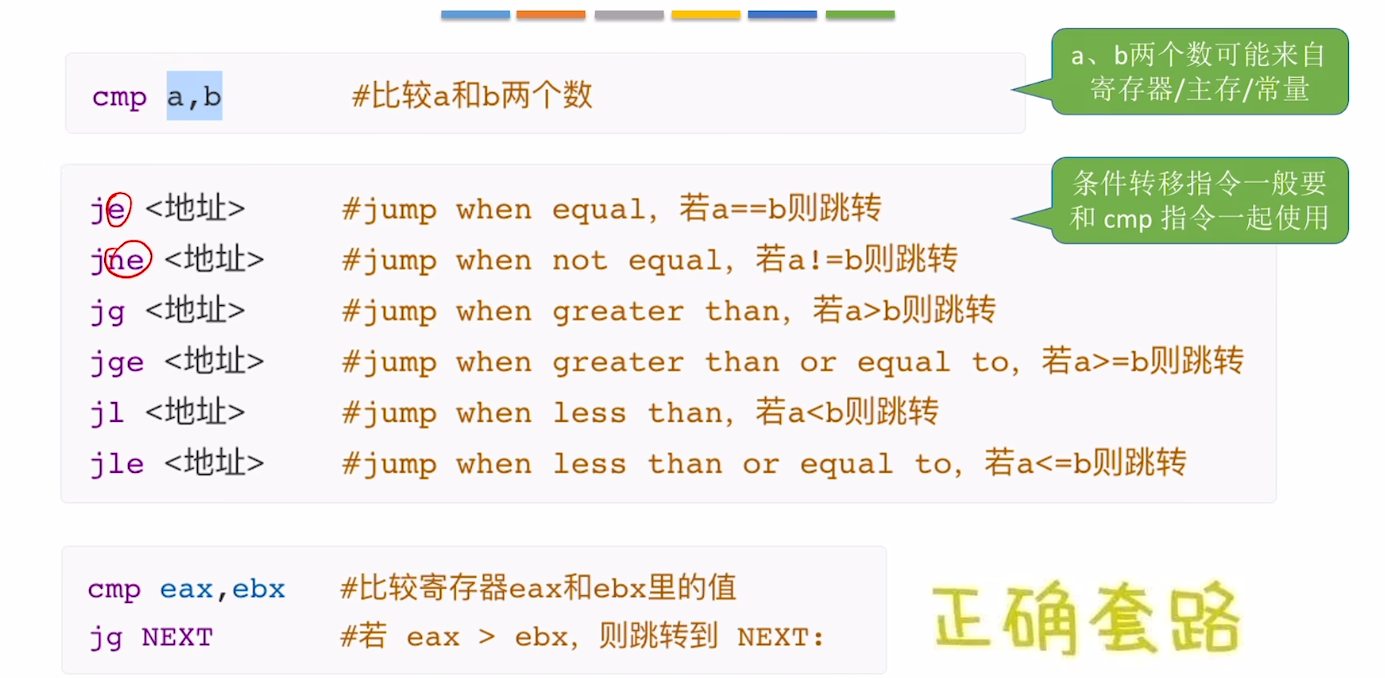 cmp a,b #比较a和b两个数
a、b两个数可能来自
寄存器/主存/常量
je <地址> #jump when equal，若a==b则跳转
jne <地址> #jump when not equal，若a!=b则跳转
jg <地址> #jump when greater than，若a>b则跳转
jge <地址> #jump when greater than or equal to，若a>=b则跳转
jl <地址> #jump when less than，若a<b则跳转
jle <地址> #jump when less than or equal to，若a<=b则跳转
条件转移指令一般要
和 cmp 指令一起使用
cmp eax,ebx #比较寄存器eax和ebx里的值
jg NEXT #若 eax > ebx，则跳转到 NEXT:
正确套路